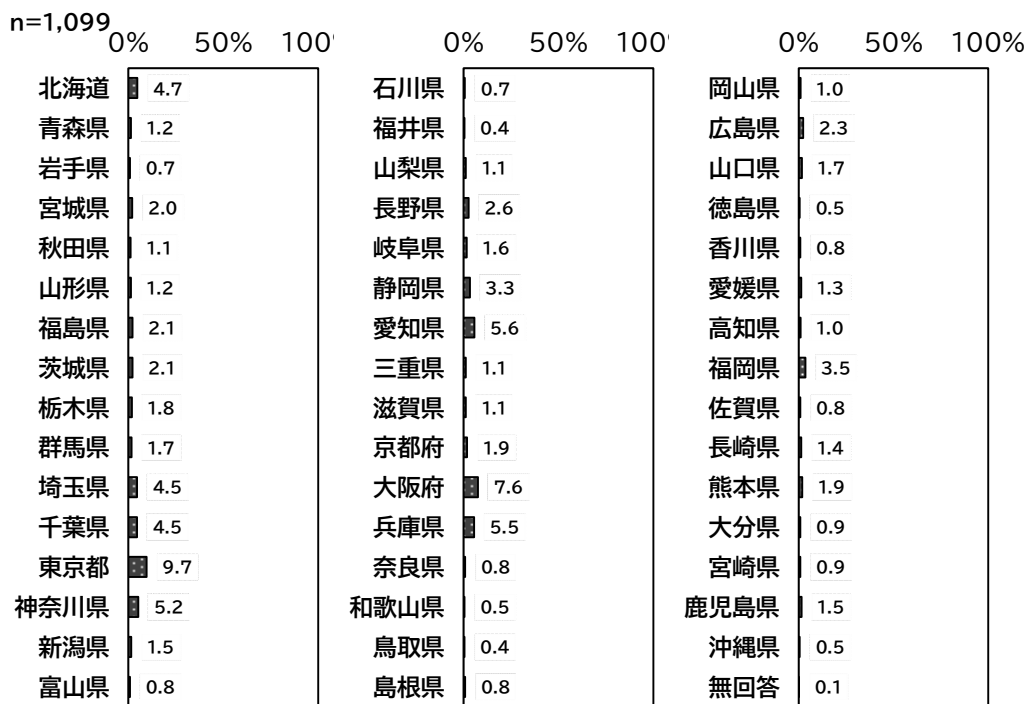 n=1,099
0% 50% 100% 0% 50% 100% 0% 50% 100%
北海道 4.7 石川県 0.7 岡山県 1.0
青森県 1.2 福井県 0.4 広島県 2.3
岩手県 0.7 山梨県 1.1 山口県 1.7
宮城県 2.0 長野県 2.6 徳島県 0.5
秋田県 1.1 岐阜県 1.6 香川県 0.8
山形県 1.2 静岡県 3.3 愛媛県 1.3
福島県 2.1 愛知県 5.6 高知県 1.0
茨城県 2.1 三重県 1.1 福岡県 3.5
栃木県 1.8 滋賀県 1.1 佐賀県 0.8
群馬県 1.7 京都府 1.9 長崎県 1.4
埼玉県 4.5 大阪府 7.6 熊本県 1.9
千葉県 4.5 兵庫県 5.5 大分県 0.9
東京都 9.7 奈良県 0.8 宮崎県 0.9
神奈川県 5.2 和歌山県 0.5 鹿児島県 1.5
新潟県 1.5 鳥取県 0.4 沖縄県 0.5
富山県 0.8 島根県 0.8 無回答 0.1